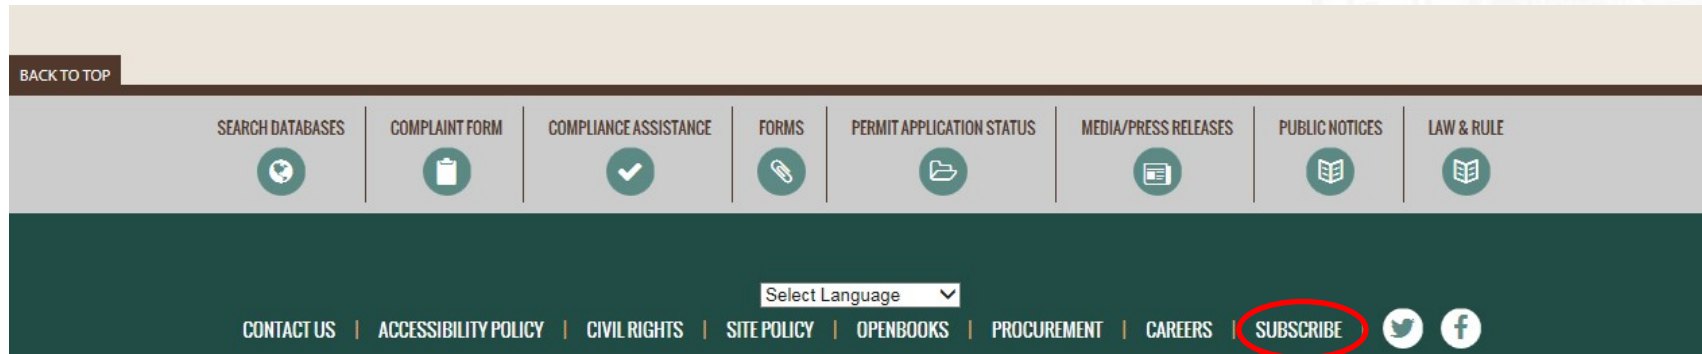 BACK TO TOP
SEARCH DATABASES COMPLAINT FORM COMPLIANCE ASSISTANCE FORMS PERMIT APPLICATION STATUS MEDIA/PRESS RELEASES PUBLIC NOTICES LAW & RULE
Select Language
CONTACT US | ACCESSIBILITY POLICY | CIVIL RIGHTS | SITE POLICY | OPENBOOKS | PROCUREMENT | CAREERS | SUBSCRIBE |